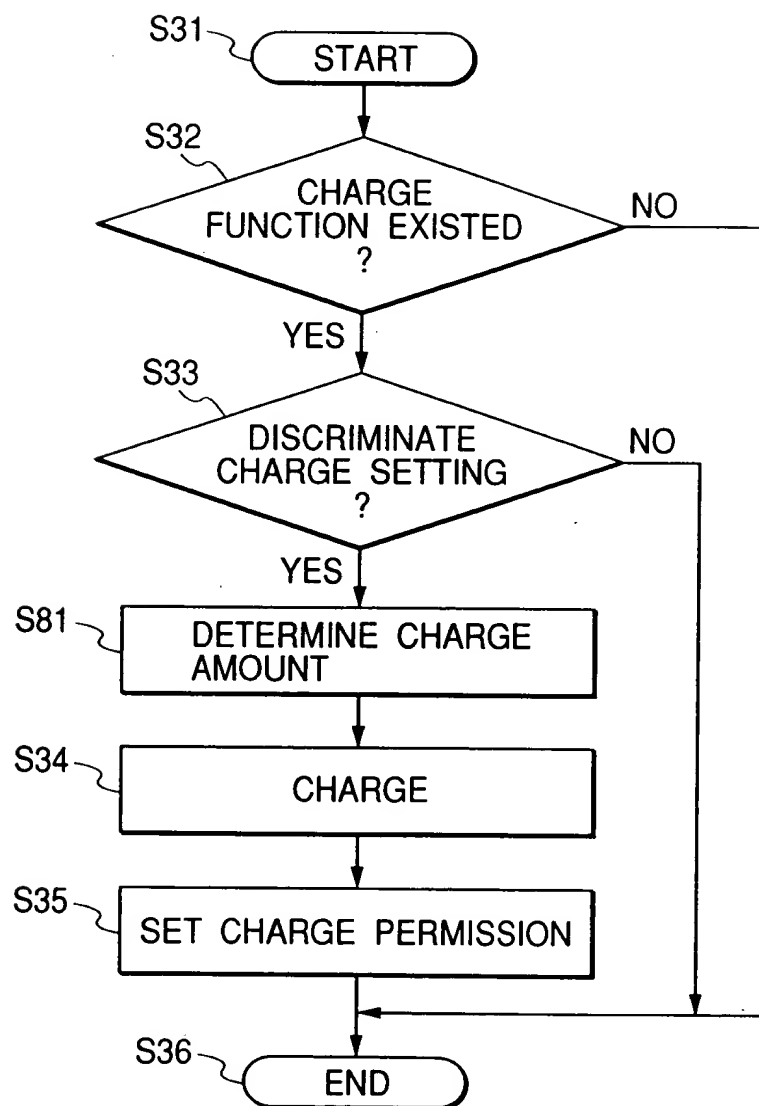 S31
START
S32
CHARGE
FUNCTION EXISTED
?
NO
YES
S33
DISCRIMINATE
CHARGE SETTING
?
NO
YES
S81
DETERMINE CHARGE
AMOUNT
S34
CHARGE
S35
SET CHARGE PERMISSION
S36
END